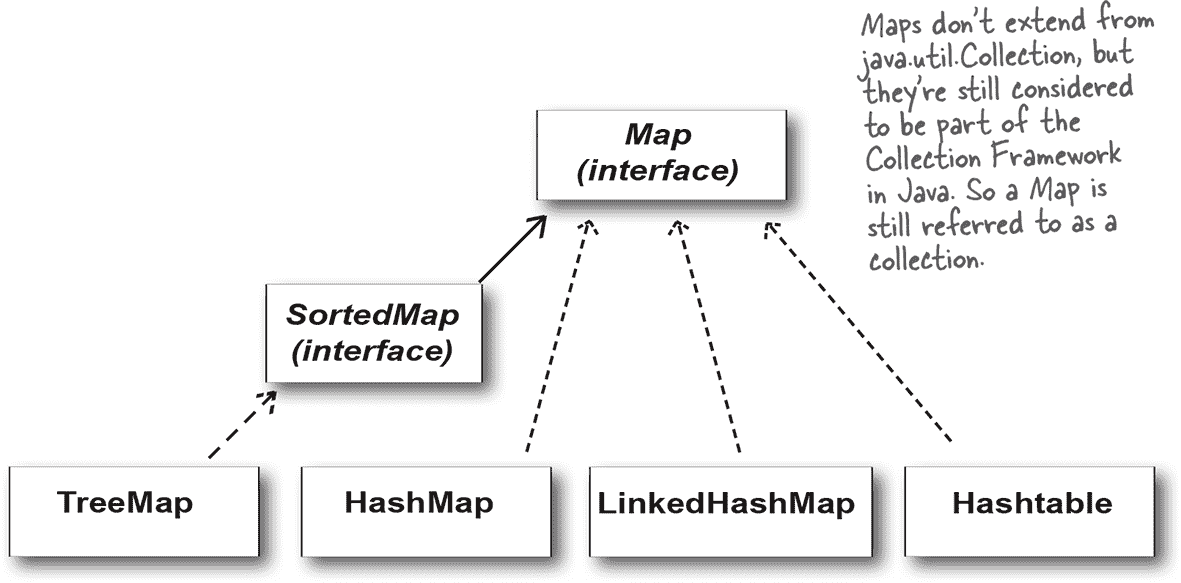 Maps don't extend from
java.util.Collection, but
they're still considered
to be part of the
Collection Framework
in Java. So a Map is
still referred to as a
collection.
Map
(interface)
SortedMap
(interface)
TreeMap
HashMap
LinkedHashMap
Hashtable